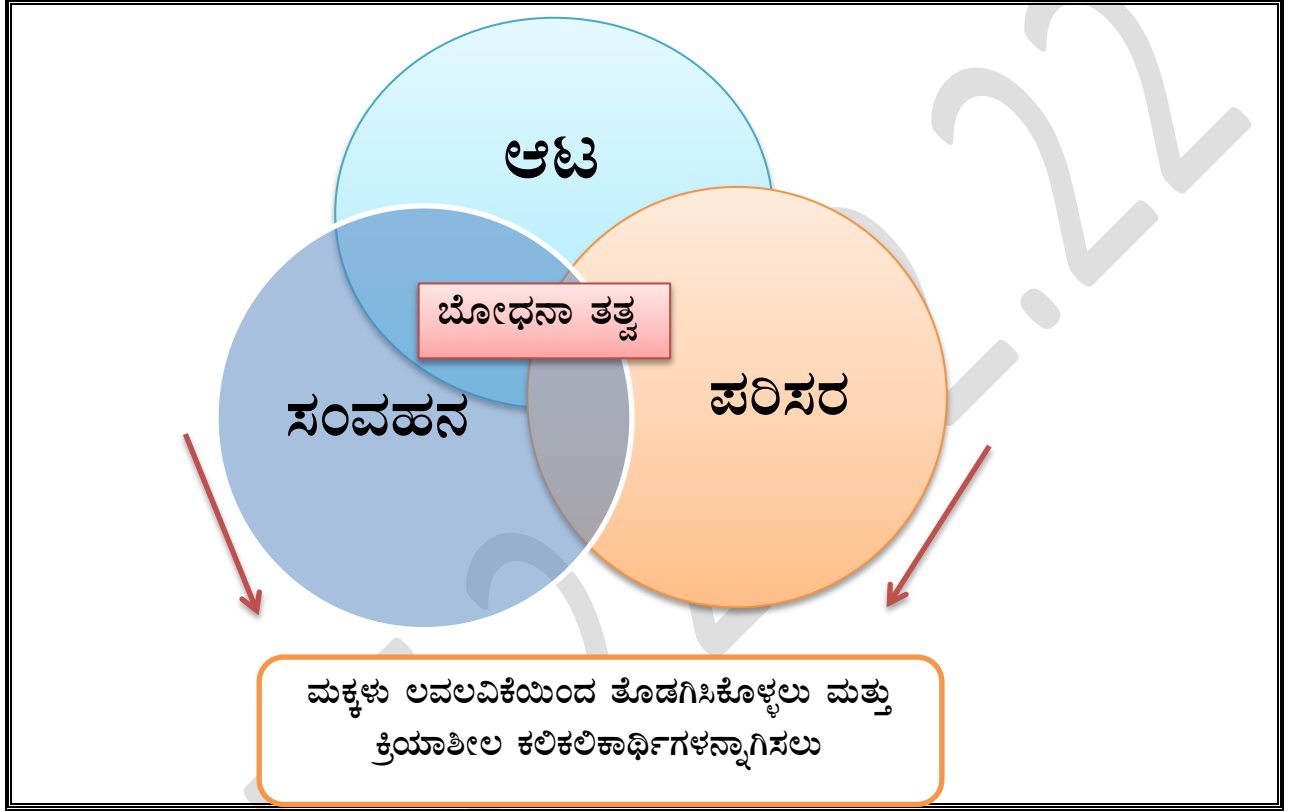 ಆಟ
ಬೋಧನಾ ತತ್ವ
ಪರಿಸರ
ಸಂವಹನ
ಮಕ್ಕಳು ಲವಲವಿಕೆಯಿಂದ ತೊಡಗಿಸಿಕೊಳ್ಳಲು ಮತ್ತು
ಕ್ರಿಯಾಶೀಲ ಕಲಿಕಲಿಕಾರ್ಥಿಗಳನ್ನಾಗಿಸಲು